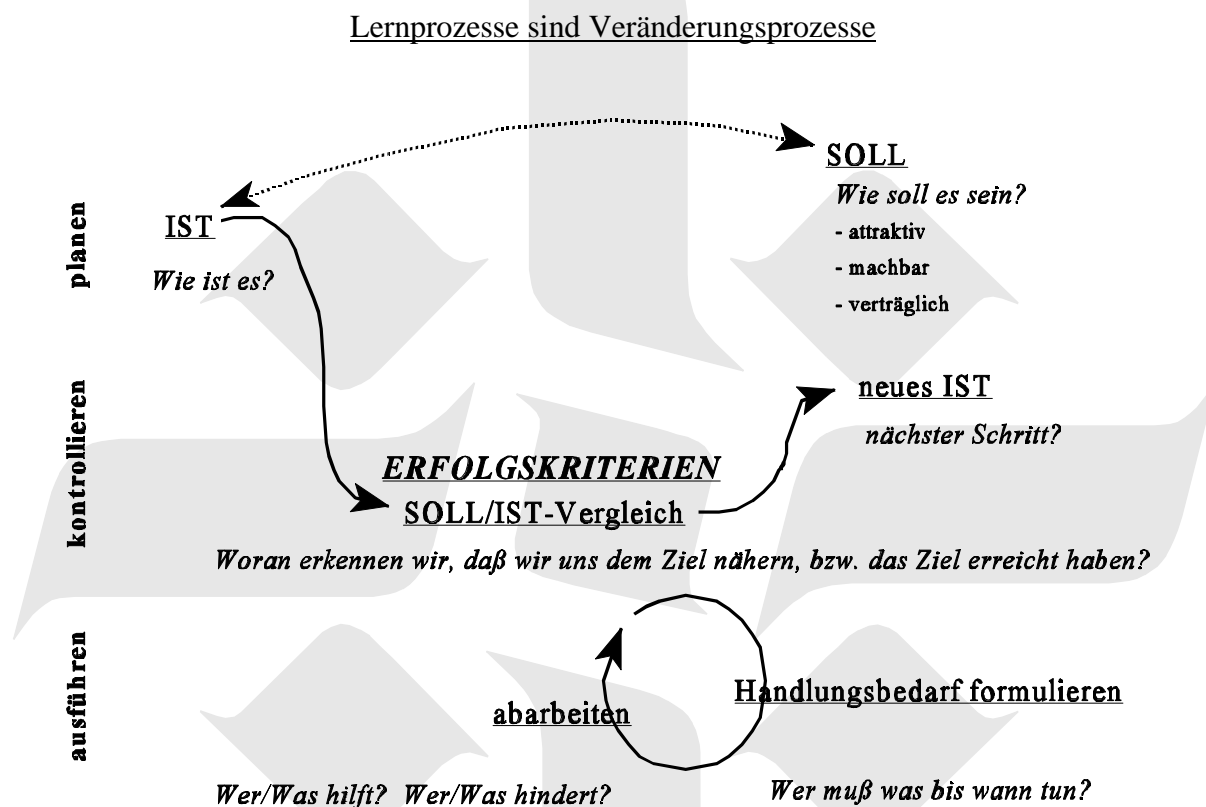 Lernprozesse sind Veränderungsprozesse
planen
IST
Wie ist es?
SOLL
Wie soll es sein?
- attraktiv
- machbar
- verträglich
kontrollieren
neues IST
nächster Schritt?
ERFOLGSKRITERIEN
SOLL/IST-Vergleich
Woran erkennen wir, daß wir uns dem Ziel nähern, bzw. das Ziel erreicht haben?
ausführen
Handlungsbedarf formulieren
abarbeiten
Wer/Was hilft? Wer/Was hindert?
Wer muß was bis wann tun?